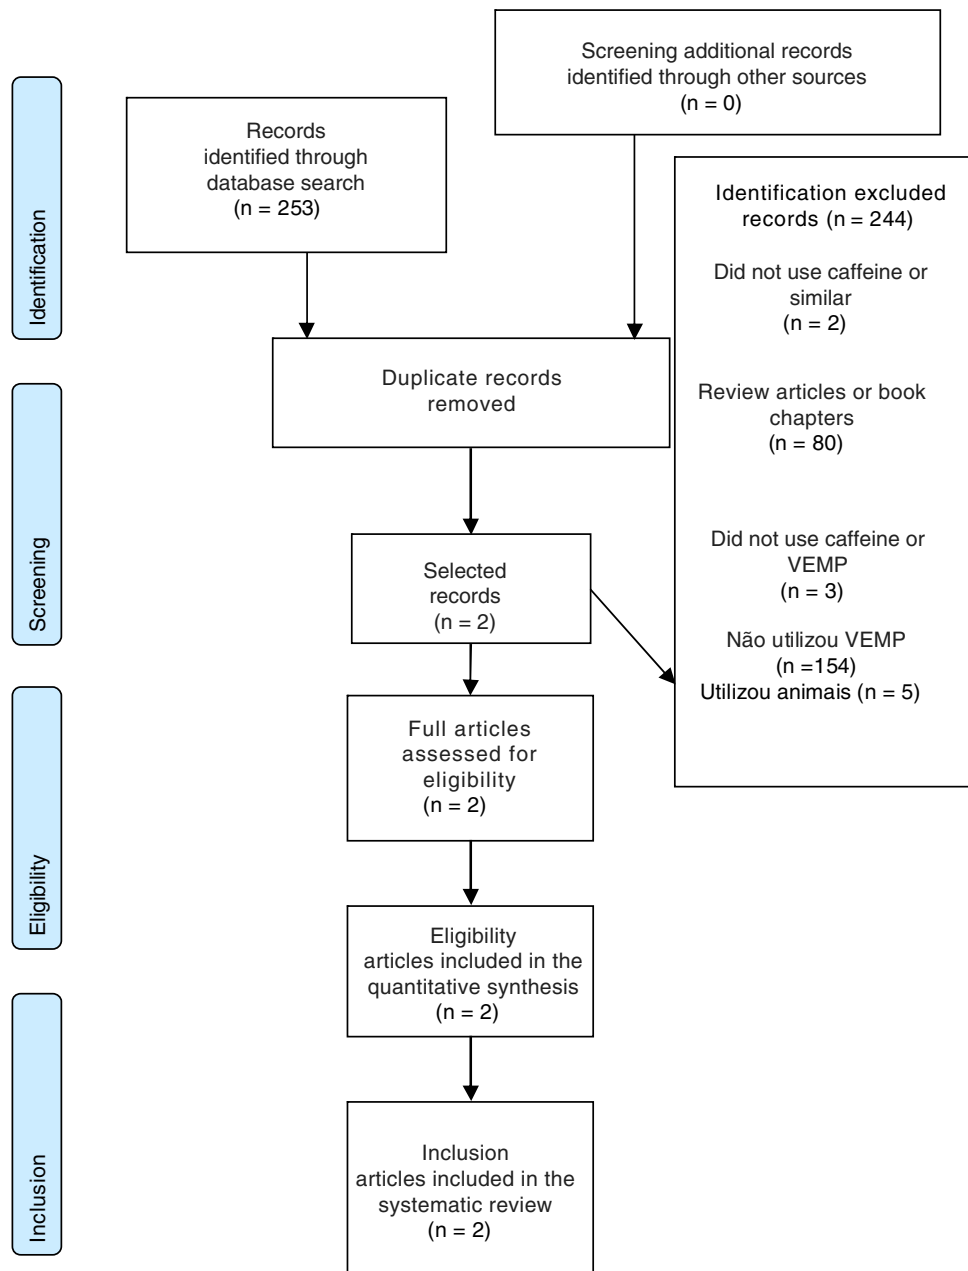 Screening additional records
identified through other sources
(n = 0)
Records
identified through
database search
(n = 253)
Identification excluded
records (n = 244)
Did not use caffeine or
similar
(n = 2)
Review articles or book
chapters
(n = 80)
Did not use caffeine or
VEMP
(n = 3)
Não utilizou VEMP
(n =154)
Utilizou animais (n = 5)
Identification
Duplicate records
removed
Screening
Selected
records
(n = 2)
Full articles
assessed for
eligibility
(n = 2)
Eligibility
Eligibility
articles included in the
quantitative synthesis
(n = 2)
Inclusion
Inclusion
articles included in the
systematic review
(n = 2)